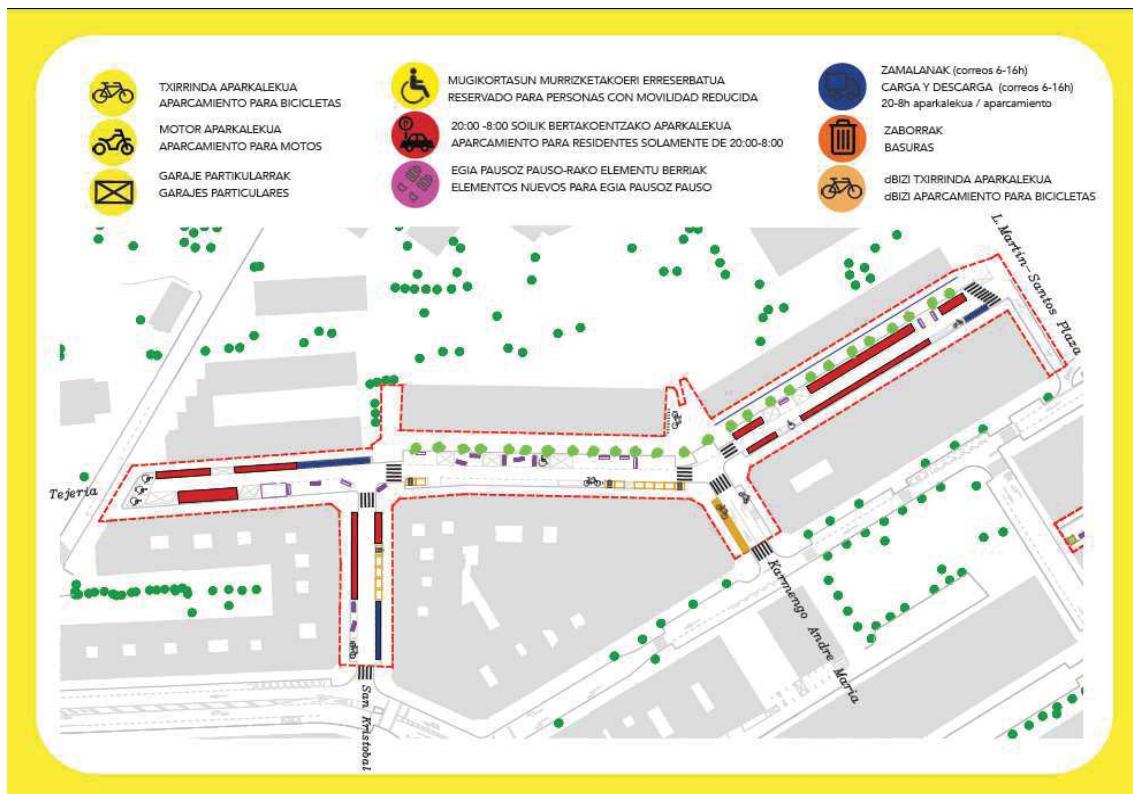 TXIRRINDA APARKALEKUA
APARCAMIENTO PARA BICICLETAS
MOTOR APARKALEKUA
APARCAMIENTO PARA MOTOS
GARAJE PARTIKULARRAK
GARAJES PARTICULARES
MUGIKORTASUN MURRIZKETAKOERI ERRESERBATUA
RESERVADO PARA PERSONAS CON MOVILIDAD REDUCIDA
P
20:00 -8:00 SOILIK BERTAKOENTZAKO APARKALEKUA
APARCAMIENTO PARA RESIDENTES SOLAMENTE DE 20:00-8:00
EGIA PAUSOZ PAUSO-RAKO ELEMENTU BERRIAK
ELEMENTOS NUEVOS PARA EGIA PAUSOZ PAUSO
ZAMALANAK (correos 6-16h)
CARGA Y DESCARGA (correos 6-16h)
20-8h aparkalekua / aparcamiento
ZABORRAK
BASURAS
dBIZI TXIRRINDA APARKALEKUA
dBIZI APARCAMIENTO PARA BICICLETAS
L. Martin-Santos Plaza
Tejeria
Karmengo Andre Maria
San Kristobal